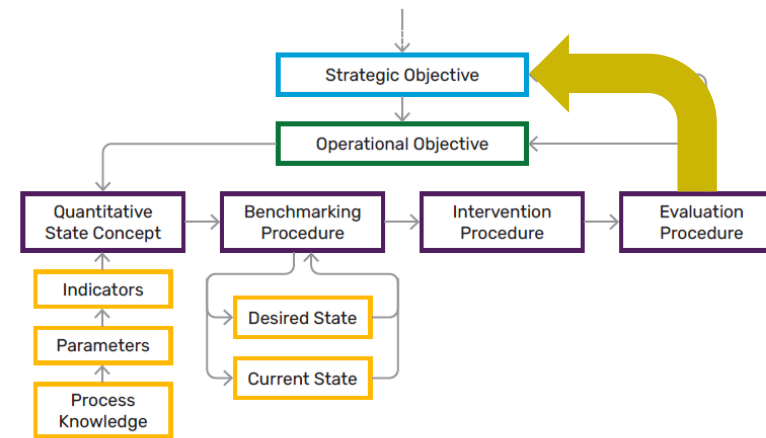 Strategic Objective
Operational Objective
Quantitative
State Concept
Benchmarking
Procedure
Intervention
Procedure
Evaluation
Procedure
Indicators
Parameters
Process
Knowledge
Desired State
Current State